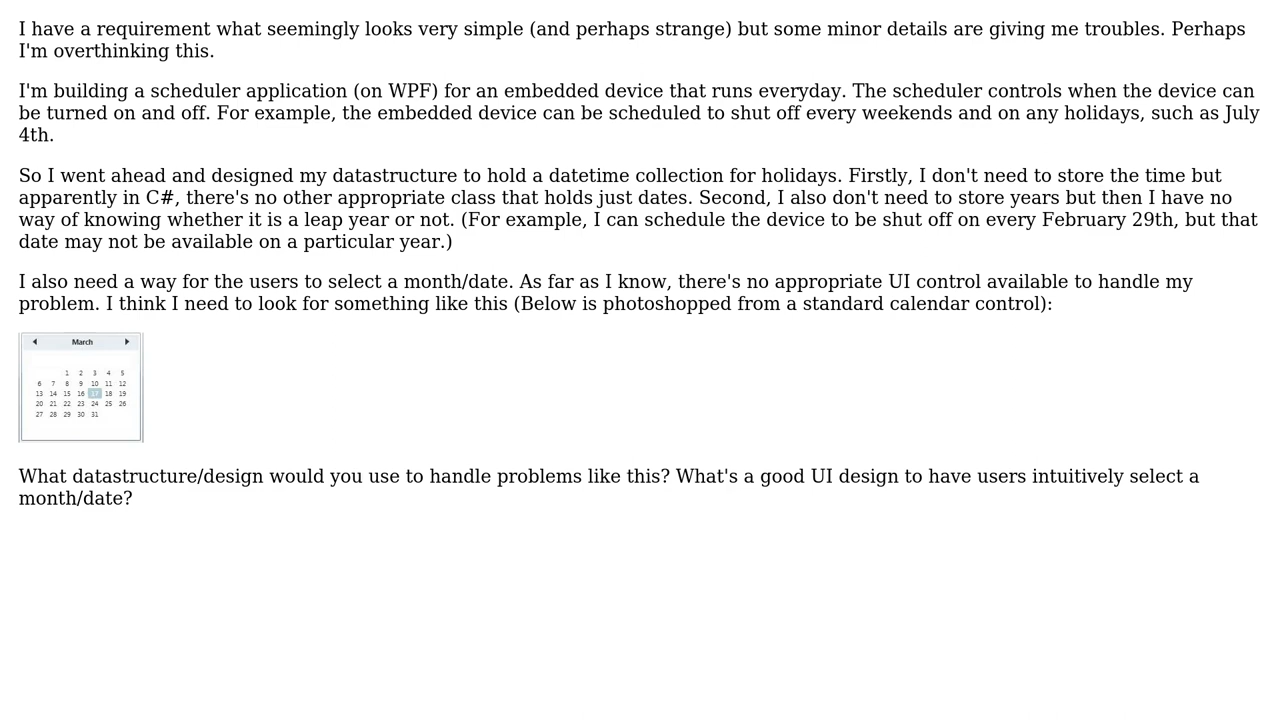 I have a requirement what seemingly looks very simple (and perhaps strange) but some minor details are giving me troubles. Perhaps
I'm overthinking this.
I'm building a scheduler application (on WPF) for an embedded device that runs everyday. The scheduler controls when the device can
be turned on and off. For example, the embedded device can be scheduled to shut off every weekends and on any holidays, such as July
4th.
So I went ahead and designed my datastructure to hold a datetime collection for holidays. Firstly, I don't need to store the time but
apparently in C#, there's no other appropriate class that holds just dates. Second, I also don't need to store years but then I have no
way of knowing whether it is a leap year or not. (For example, I can schedule the device to be shut off on every February 29th, but that
date may not be available on a particular year.)
I also need a way for the users to select a month/date. As far as I know, there's no appropriate UI control available to handle my
problem. I think I need to look for something like this (Below is photoshopped from a standard calendar control):
March
1 2 3 4 5
6 7 8 9 10 11 12
13 14 15 16 17 18 19
20 21 22 23 24 25 26
27 28 29 30 31
What datastructure/design would you use to handle problems like this? What's a good UI design to have users intuitively select a
month/date?